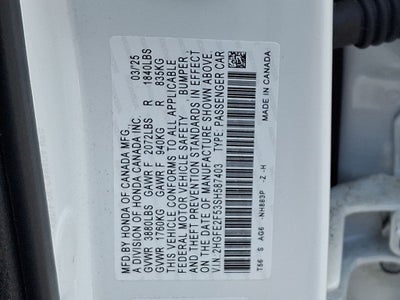 MFD. BY HONDA OF CANADA MFG.,
A DIVISION OF HONDA CANADA INC. 03/25
GVWR 3880LBS GAWR F 2072LBS R 1840LBS
GVWR 1760KG GAWR F 940KG R 835KG
THIS VEHICLE CONFORMS TO ALL APPLICABLE
FEDERAL MOTOR VEHICLE SAFETY, BUMPER,
AND THEFT PREVENTION STANDARDS IN EFFECT
ON THE DATE OF MANUFACTURE SHOWN ABOVE.
V.I.N. 2HGFE2F53SH587403 TYPE: PASSENGER CAR
MADE IN CANADA
T56 S AG6 -NH883P -Z -H